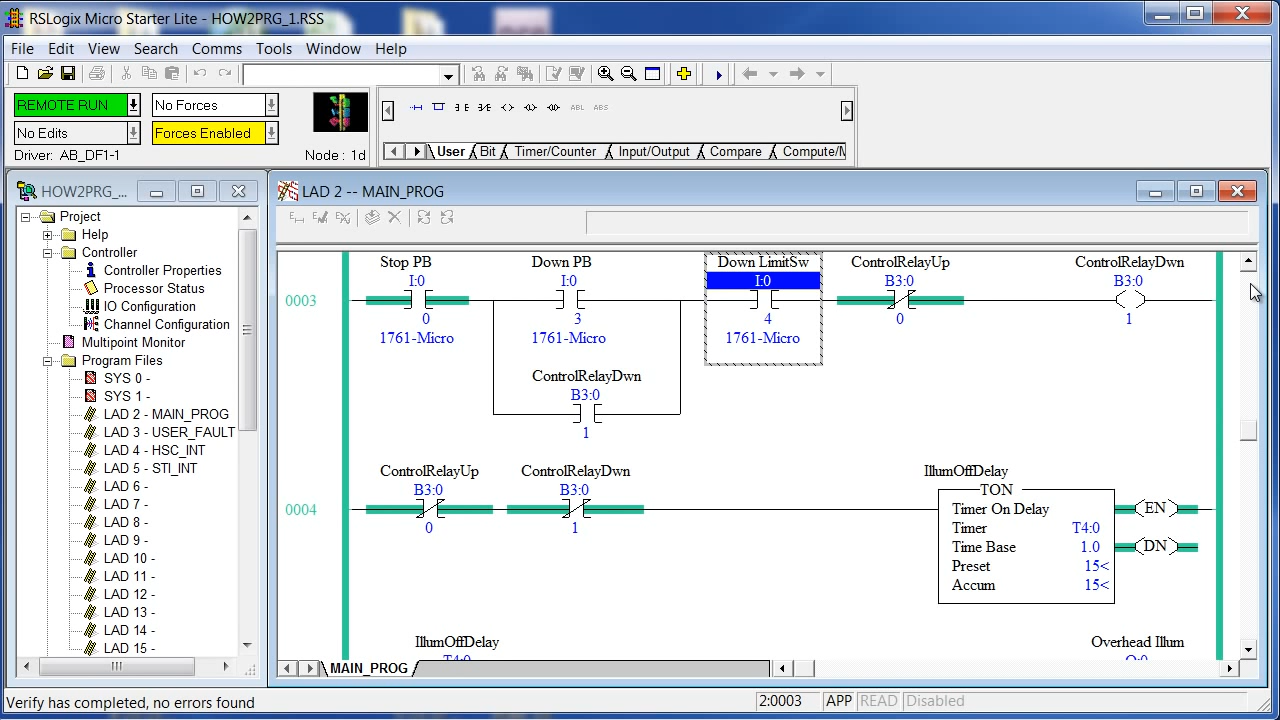 RSLogix Micro Starter Lite - HOW2PRG_1.RSS
File Edit View Search Comms Tools Window Help
REMOTE RUN No Forces
No Edits Forces Enabled
ABL ABS
Driver: AB_DF1-1 Node : 1d
User Bit Timer/Counter Input/Output Compare Compute/M
HOW2PRG_...
Project
Help
Controller
Controller Properties
Processor Status
IO Configuration
Channel Configuration
Multipoint Monitor
Program Files
SYS 0 -
SYS 1 -
LAD 2 - MAIN_PROG
LAD 3 - USER_FAULT
LAD 4 - HSC_INT
LAD 5 - STI_INT
LAD 6 -
LAD 7 -
LAD 8 -
LAD 9 -
LAD 10 -
LAD 11 -
LAD 12 -
LAD 13 -
LAD 14 -
LAD 15 -
LAD 2 -- MAIN_PROG
Stop PB Down PB Down LimitSw ControlRelayUp ControlRelayDwn
I:0 I:0 I:0 B3:0 B3:0
0003
0 3 4 0 1
1761-Micro 1761-Micro 1761-Micro
ControlRelayDwn
B3:0
1
ControlRelayUp ControlRelayDwn IllumOffDelay
B3:0 B3:0 TON
0004 Timer On Delay EN
0 1 Timer T4:0
Time Base 1.0 DN
Preset 15<
Accum 15<
IllumOffDelay Overhead Illum
T4:0 O:0
MAIN_PROG
Verify has completed, no errors found 2:0003 APP READ Disabled